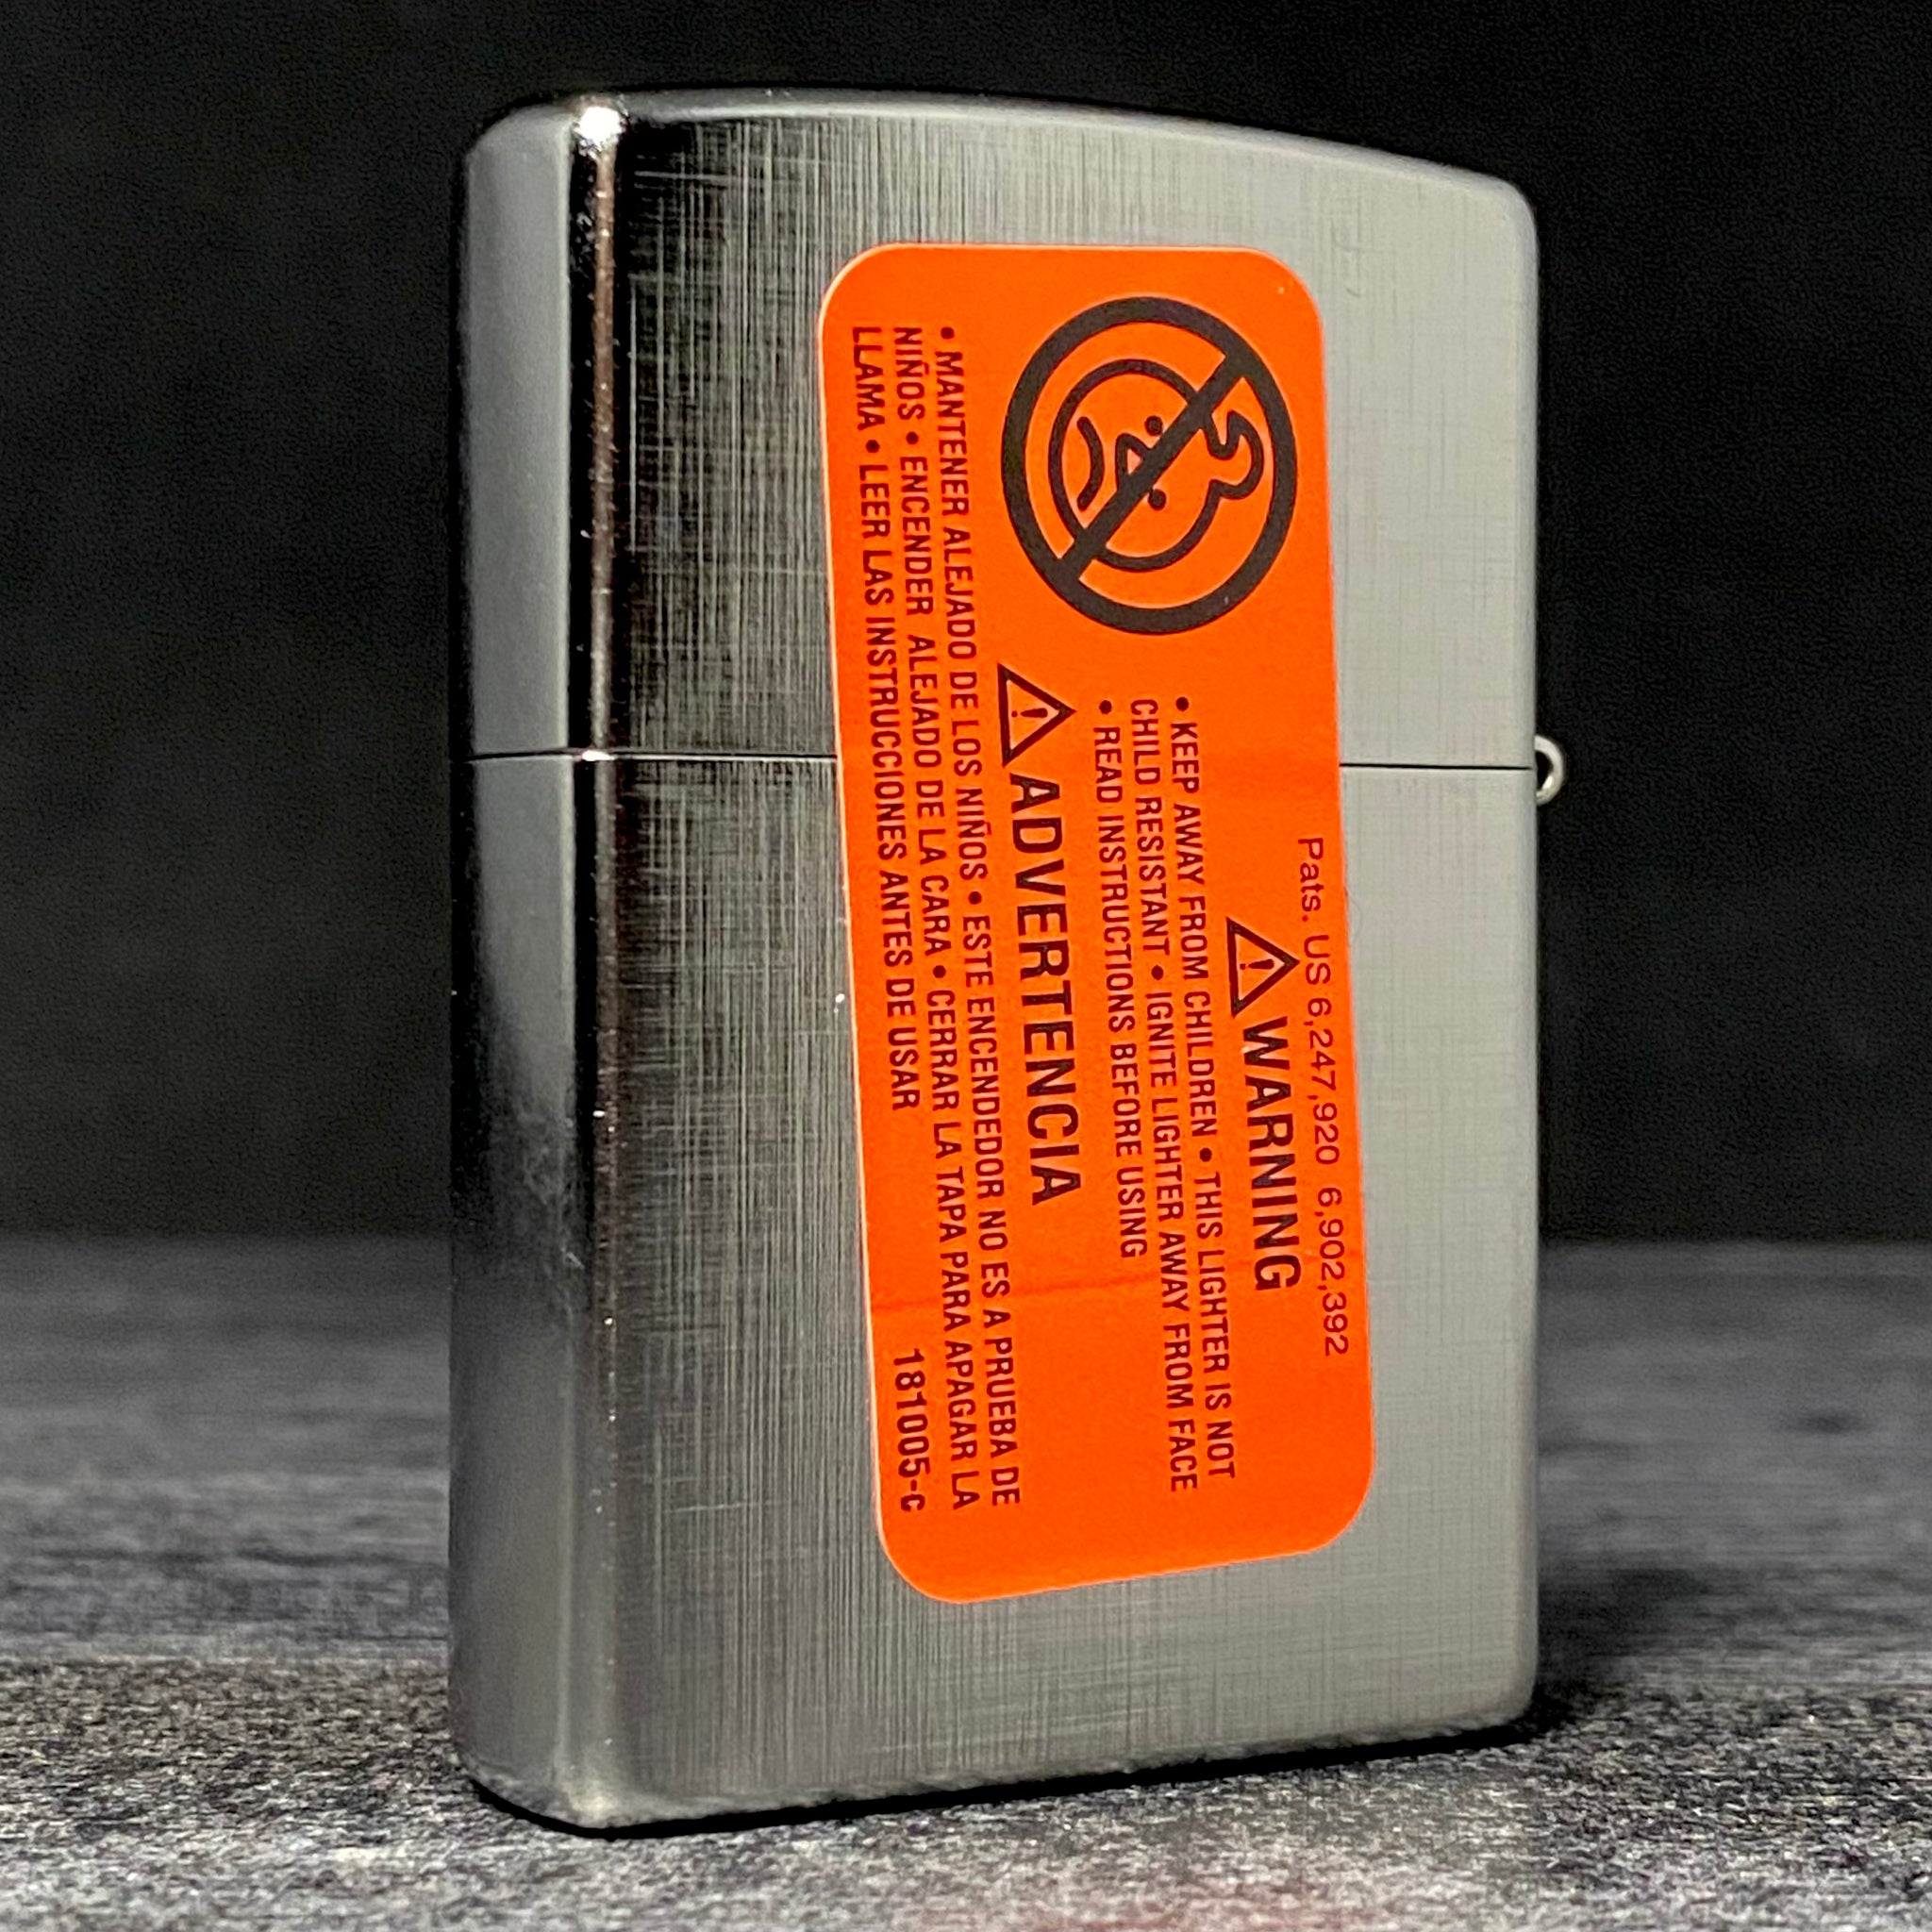 Pats. US 6,247,920 6,902,392
WARNING
• KEEP AWAY FROM CHILDREN • THIS LIGHTER IS NOT
CHILD RESISTANT • IGNITE LIGHTER AWAY FROM FACE
• READ INSTRUCTIONS BEFORE USING
ADVERTENCIA
• MANTENER ALEJADO DE LOS NIÑOS • ESTE ENCENDEDOR NO ES A PRUEBA DE
NIÑOS • ENCENDER ALEJADO DE LA CARA • CERRAR LA TAPA PARA APAGAR LA
LLAMA • LEER LAS INSTRUCCIONES ANTES DE USAR
181005-C